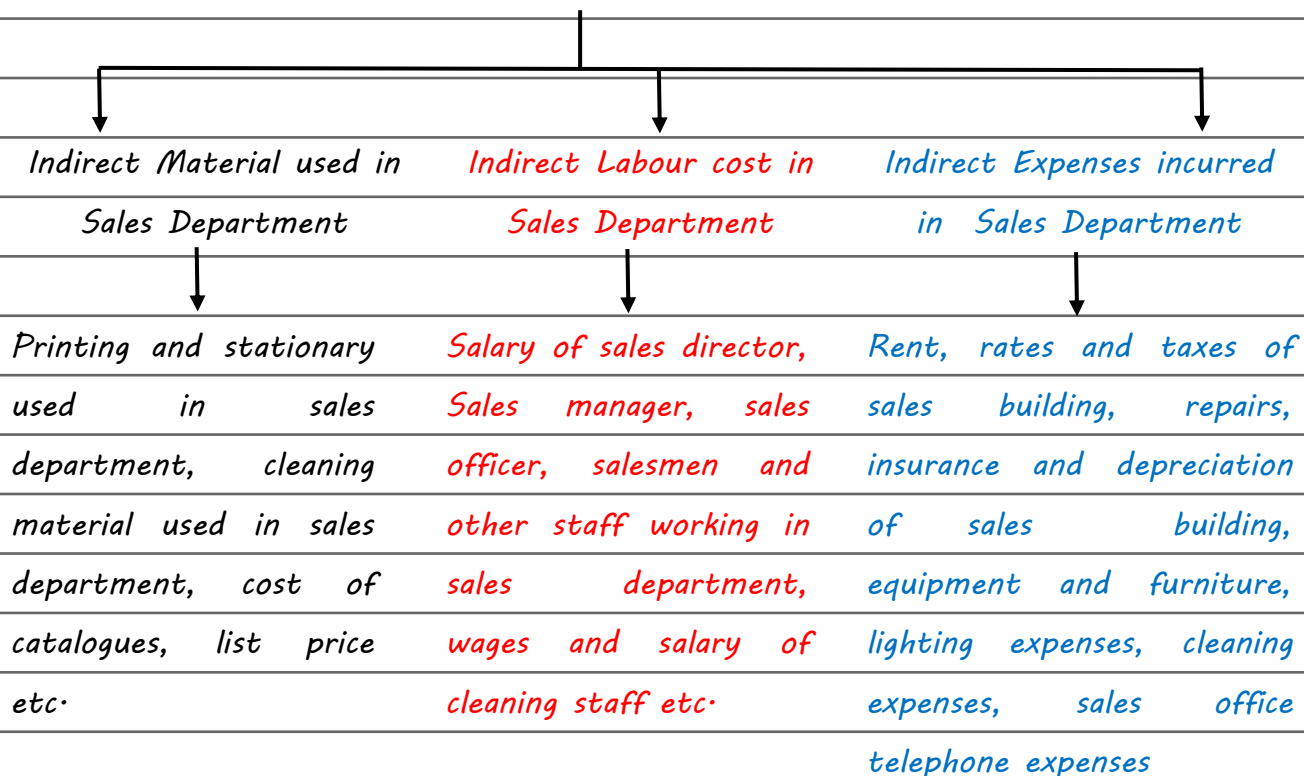 Indirect Material used in
Sales Department
Indirect Labour cost in
Sales Department
Indirect Expenses incurred
in Sales Department
Printing and stationary
used in sales
department, cleaning
material used in sales
department, cost of
catalogues, list price
etc.
Salary of sales director,
Sales manager, sales
officer, salesmen and
other staff working in
sales department,
wages and salary of
cleaning staff etc.
Rent, rates and taxes of
sales building, repairs,
insurance and depreciation
of sales building,
equipment and furniture,
lighting expenses, cleaning
expenses, sales office
telephone expenses